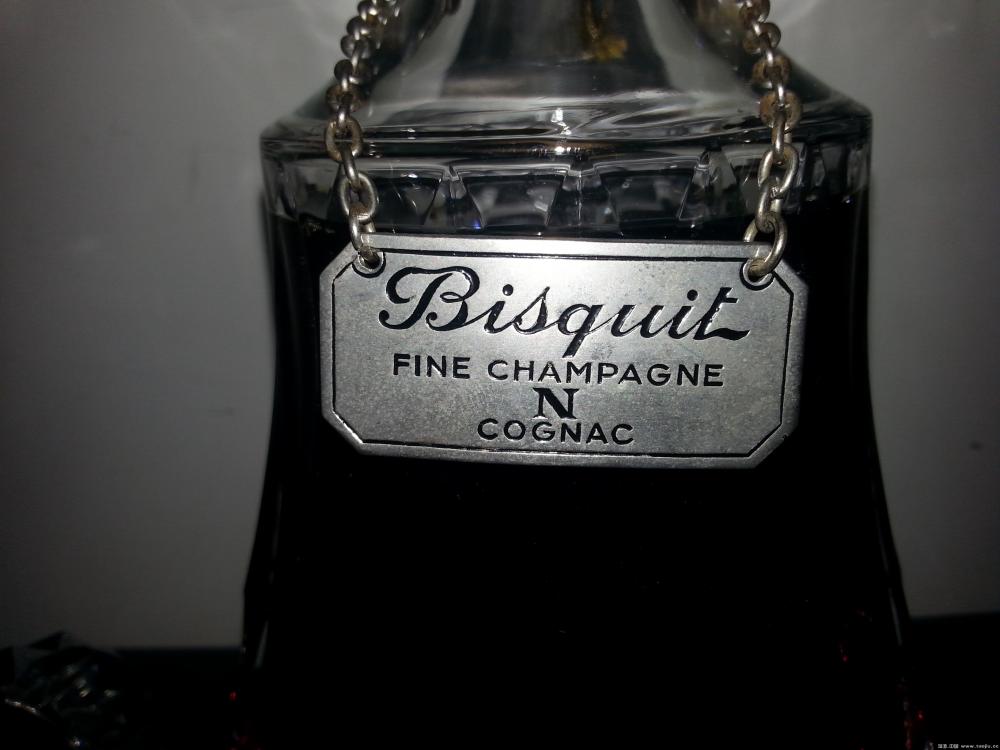 Bisquit
FINE CHAMPAGNE
N
COGNAC